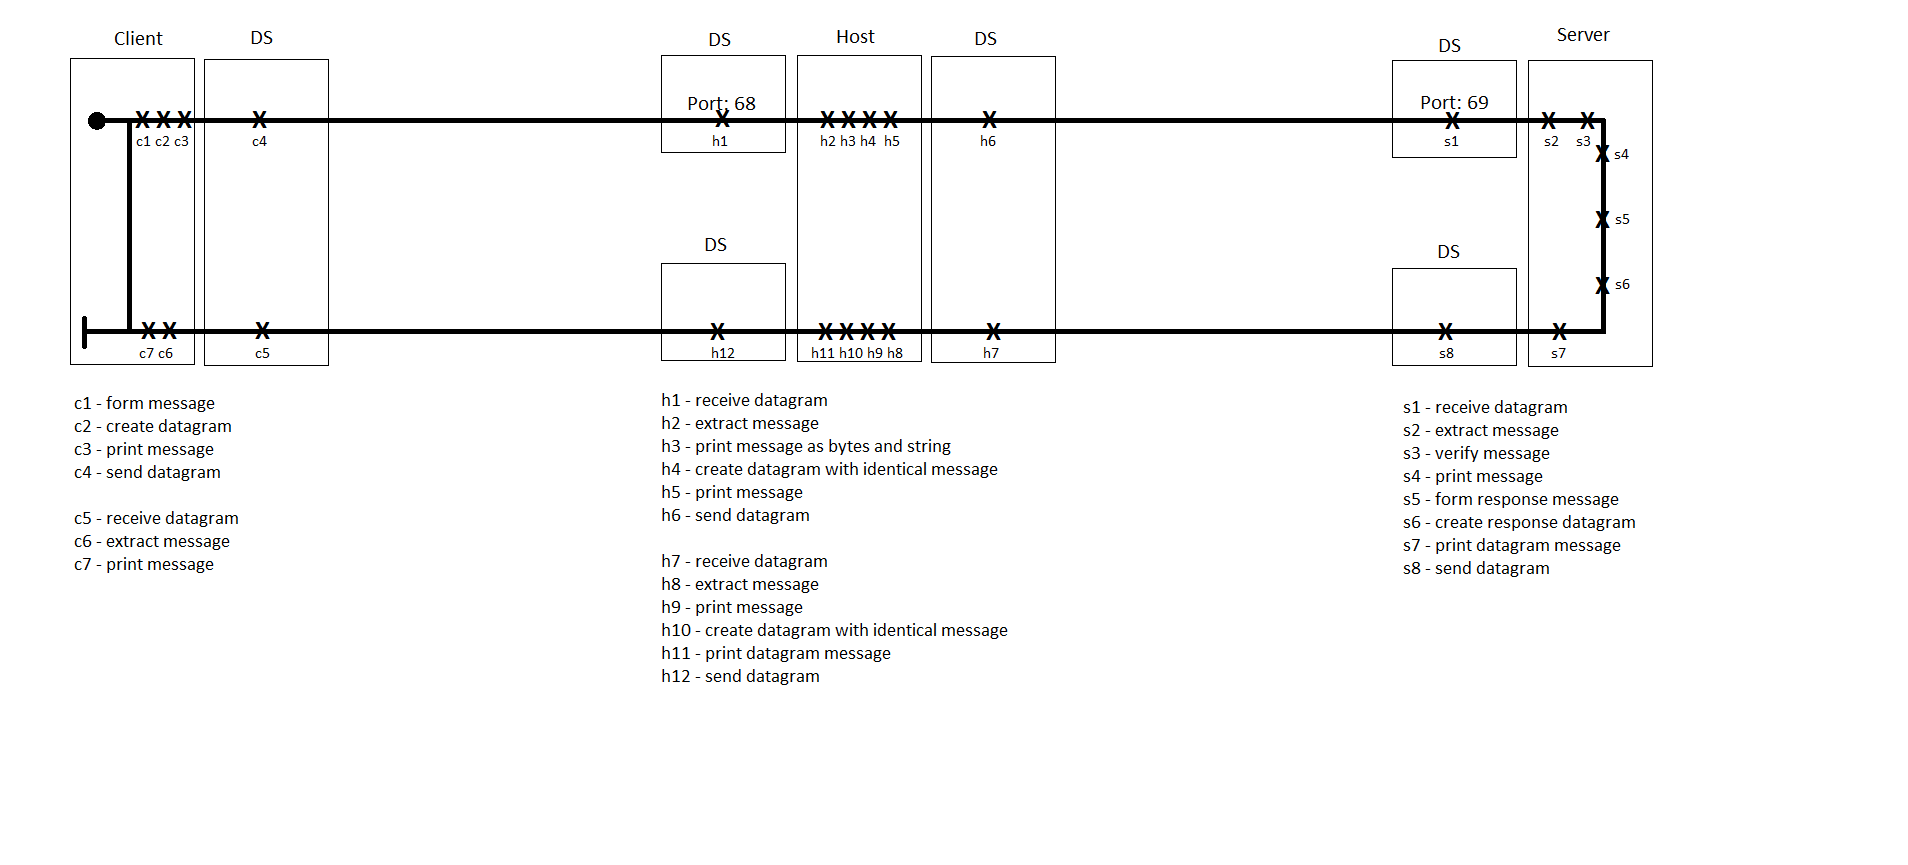 Client
DS
DS
Host
DS
DS
Server
Port: 68
Port: 69
X X X
X
X
X X X X
X
X
X
X
c1 c2 c3
c4
h1
h2 h3 h4 h5
h6
s1
s2
s3
X s4
X s5
DS
DS
X s6
X X
X
X
X X X X
X
X
X
c7 c6
c5
h12
h11 h10 h9 h8
h7
s8
s7
c1 - form message
c2 - create datagram
c3 - print message
c4 - send datagram
c5 - receive datagram
c6 - extract message
c7 - print message
h1 - receive datagram
h2 - extract message
h3 - print message as bytes and string
h4 - create datagram with identical message
h5 - print message
h6 - send datagram
h7 - receive datagram
h8 - extract message
h9 - print message
h10 - create datagram with identical message
h11 - print datagram message
h12 - send datagram
s1 - receive datagram
s2 - extract message
s3 - verify message
s4 - print message
s5 - form response message
s6 - create response datagram
s7 - print datagram message
s8 - send datagram